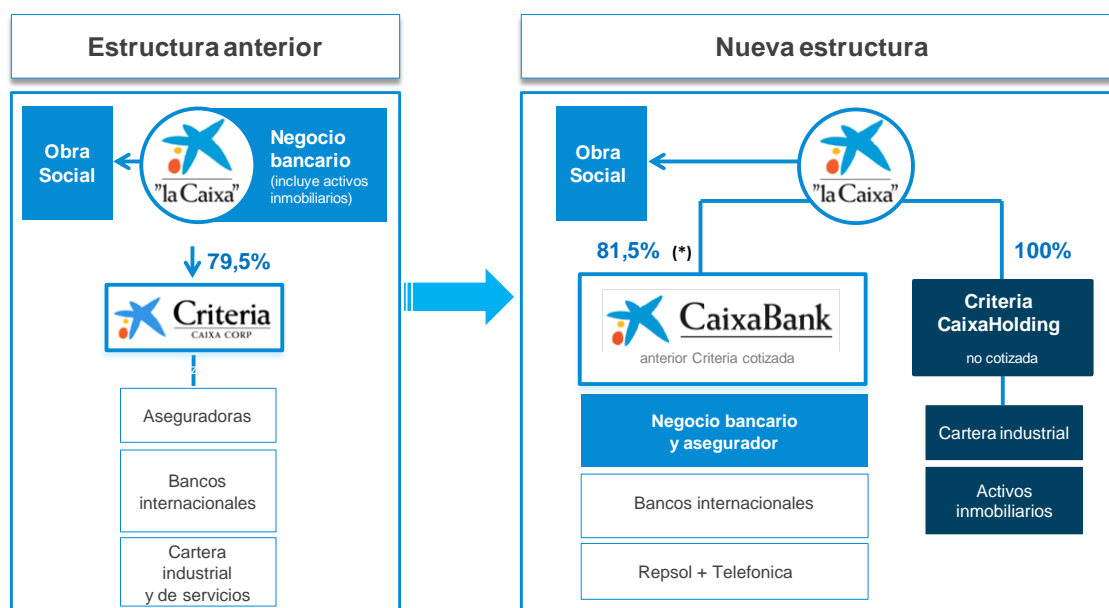 Estructura anterior
Obra
Social
"la Caixa"
Negocio
bancario
(incluye activos
inmobiliarios)
79,5%
Criteria
CAIXA CORP
Aseguradoras
Bancos
internacionales
Cartera
industrial
y de servicios
Nueva estructura
Obra
Social
"la Caixa"
81,5% (*)
100%
CaixaBank
anterior Criteria cotizada
Negocio bancario
y asegurador
Bancos internacionales
Repsol + Telefonica
Criteria
CaixaHolding
no cotizada
Cartera industrial
Activos
inmobiliarios